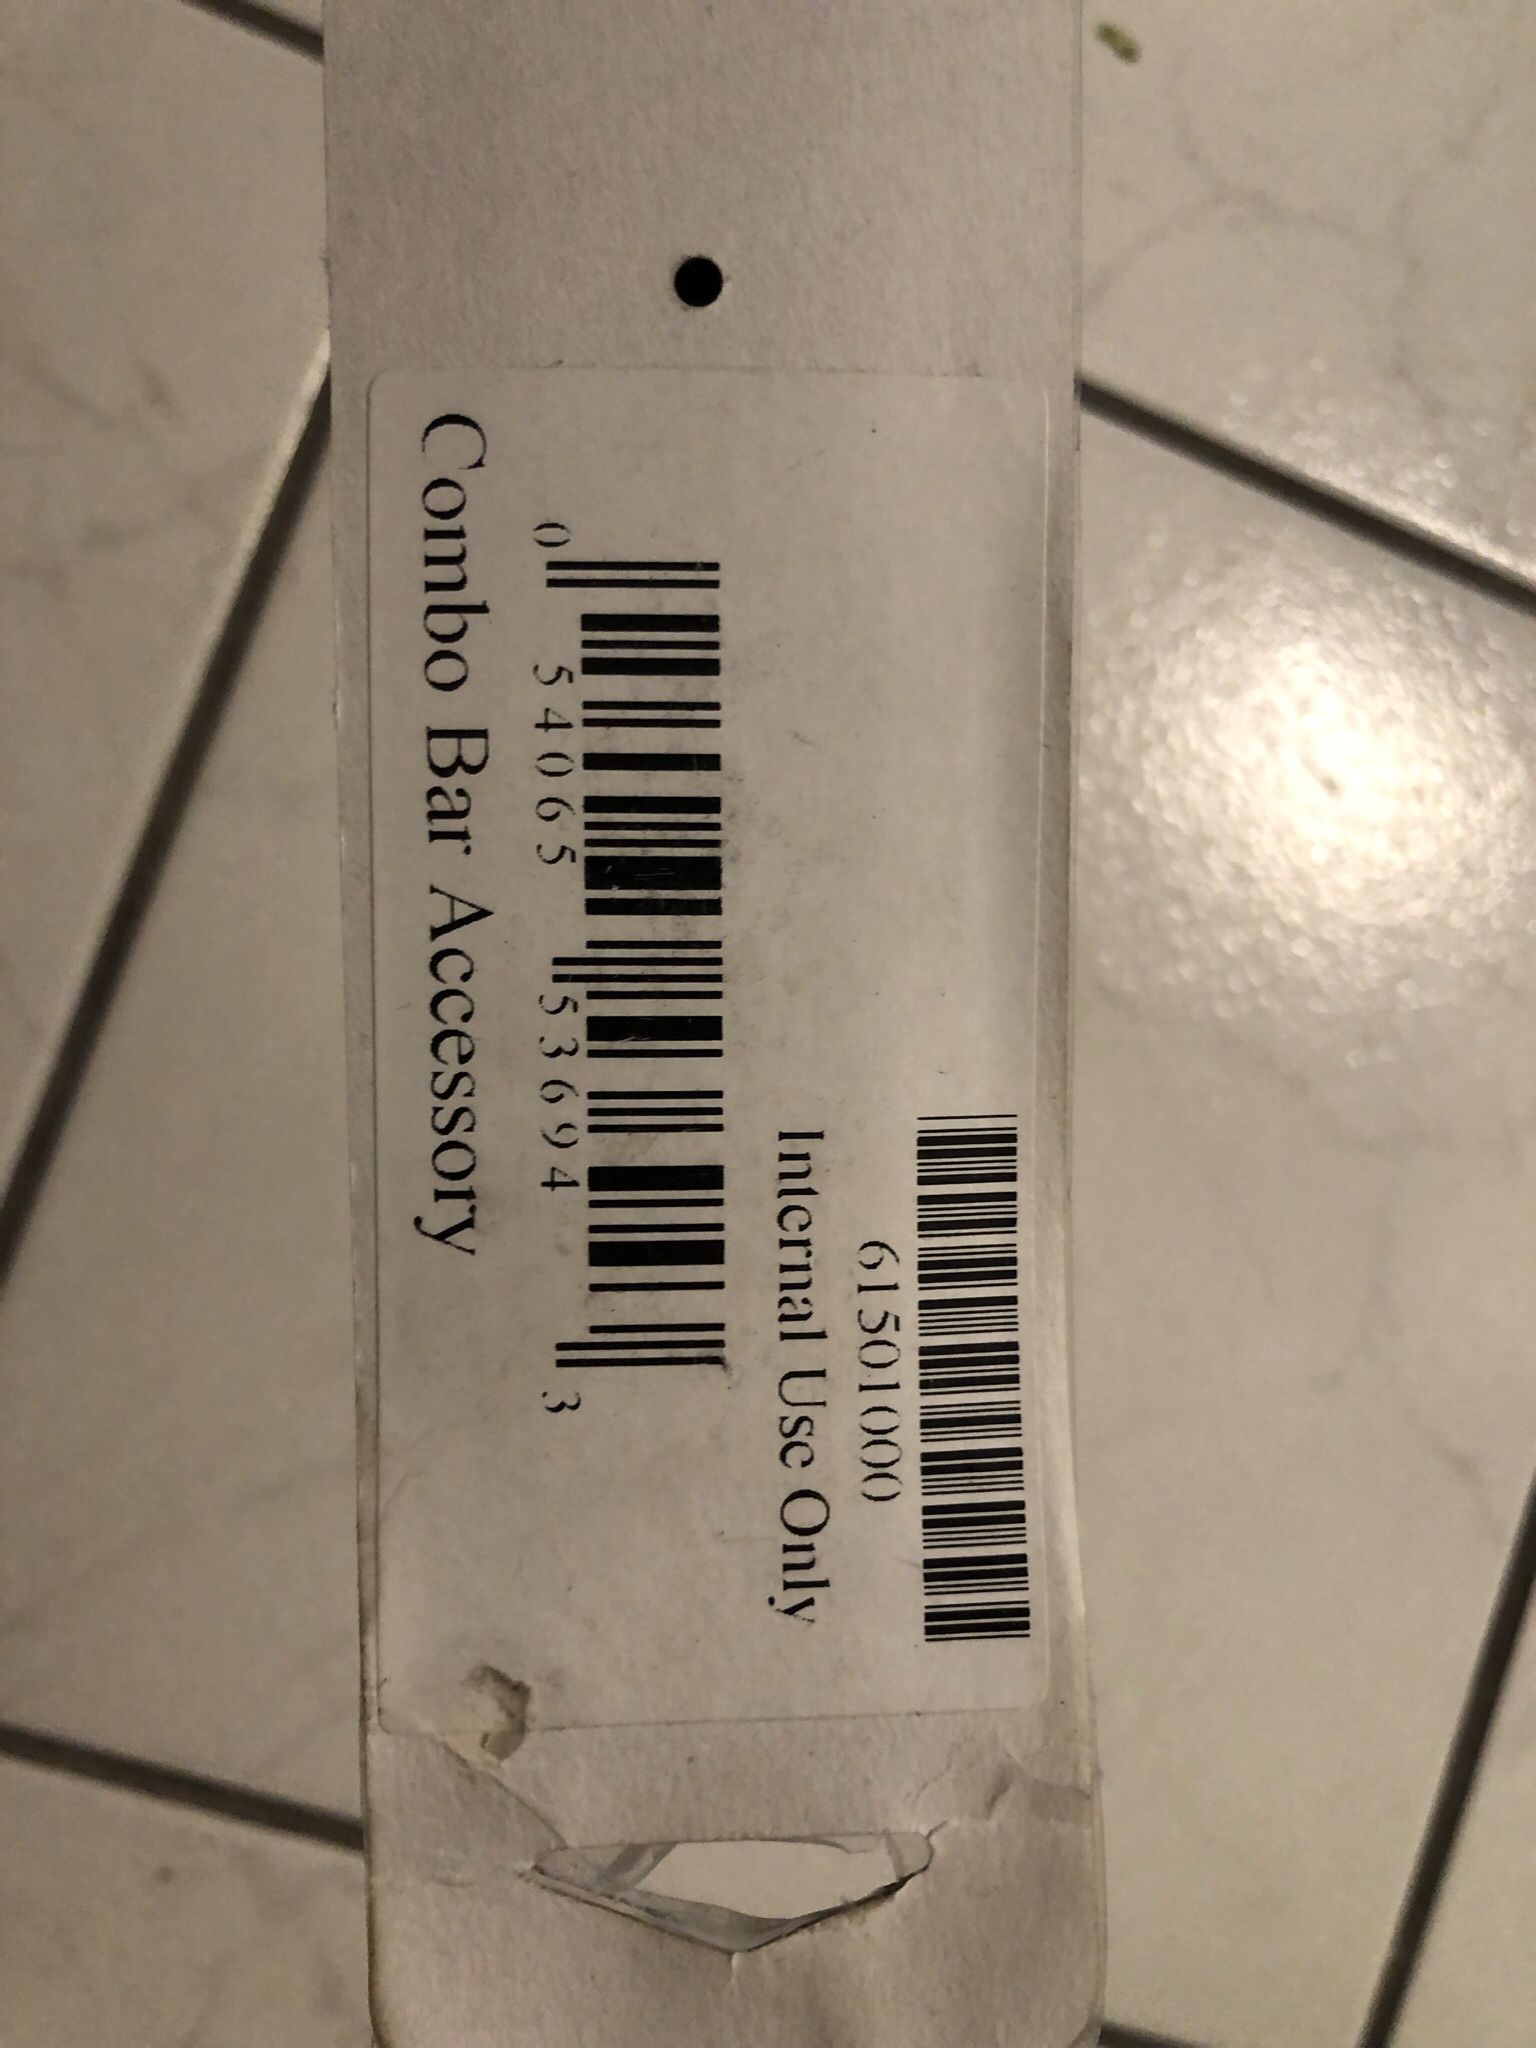 61501000
Internal Use Only
0 54065 53694 3
Combo Bar Accessory